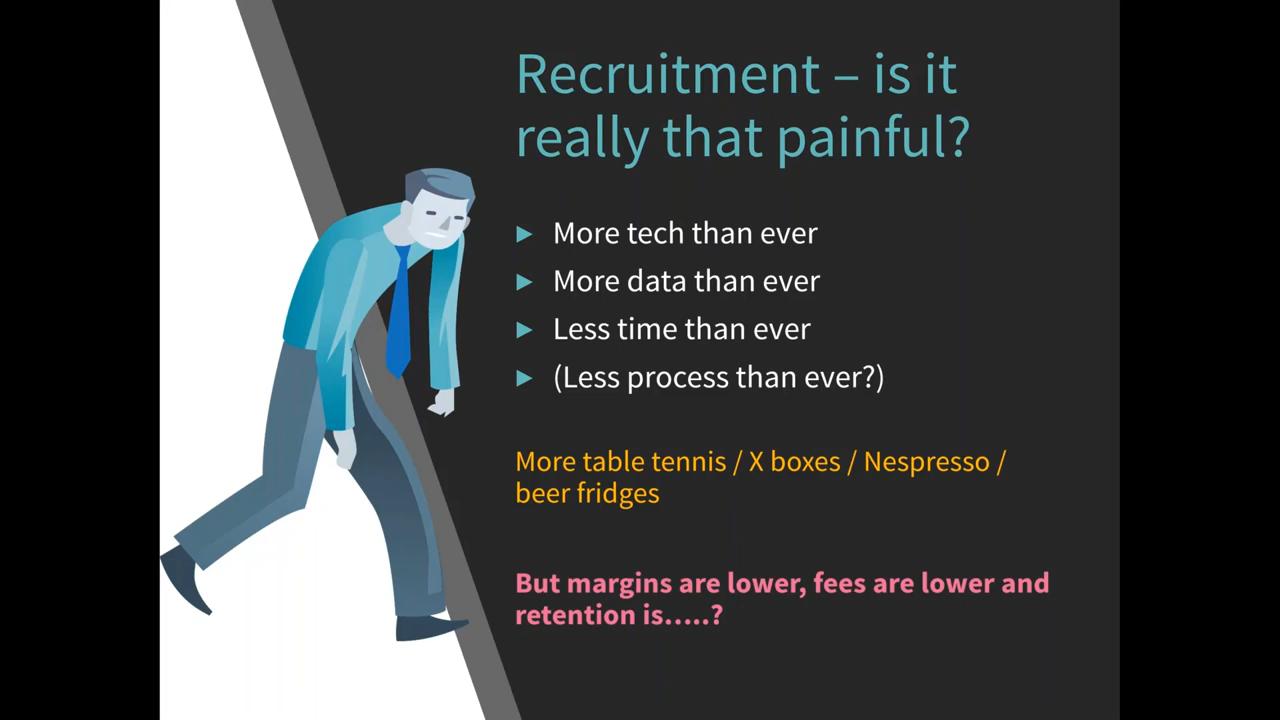 Recruitment – is it
really that painful?
▶ More tech than ever
▶ More data than ever
▶ Less time than ever
▶ (Less process than ever?)
More table tennis / X boxes / Nespresso /
beer fridges
But margins are lower, fees are lower and
retention is.....?